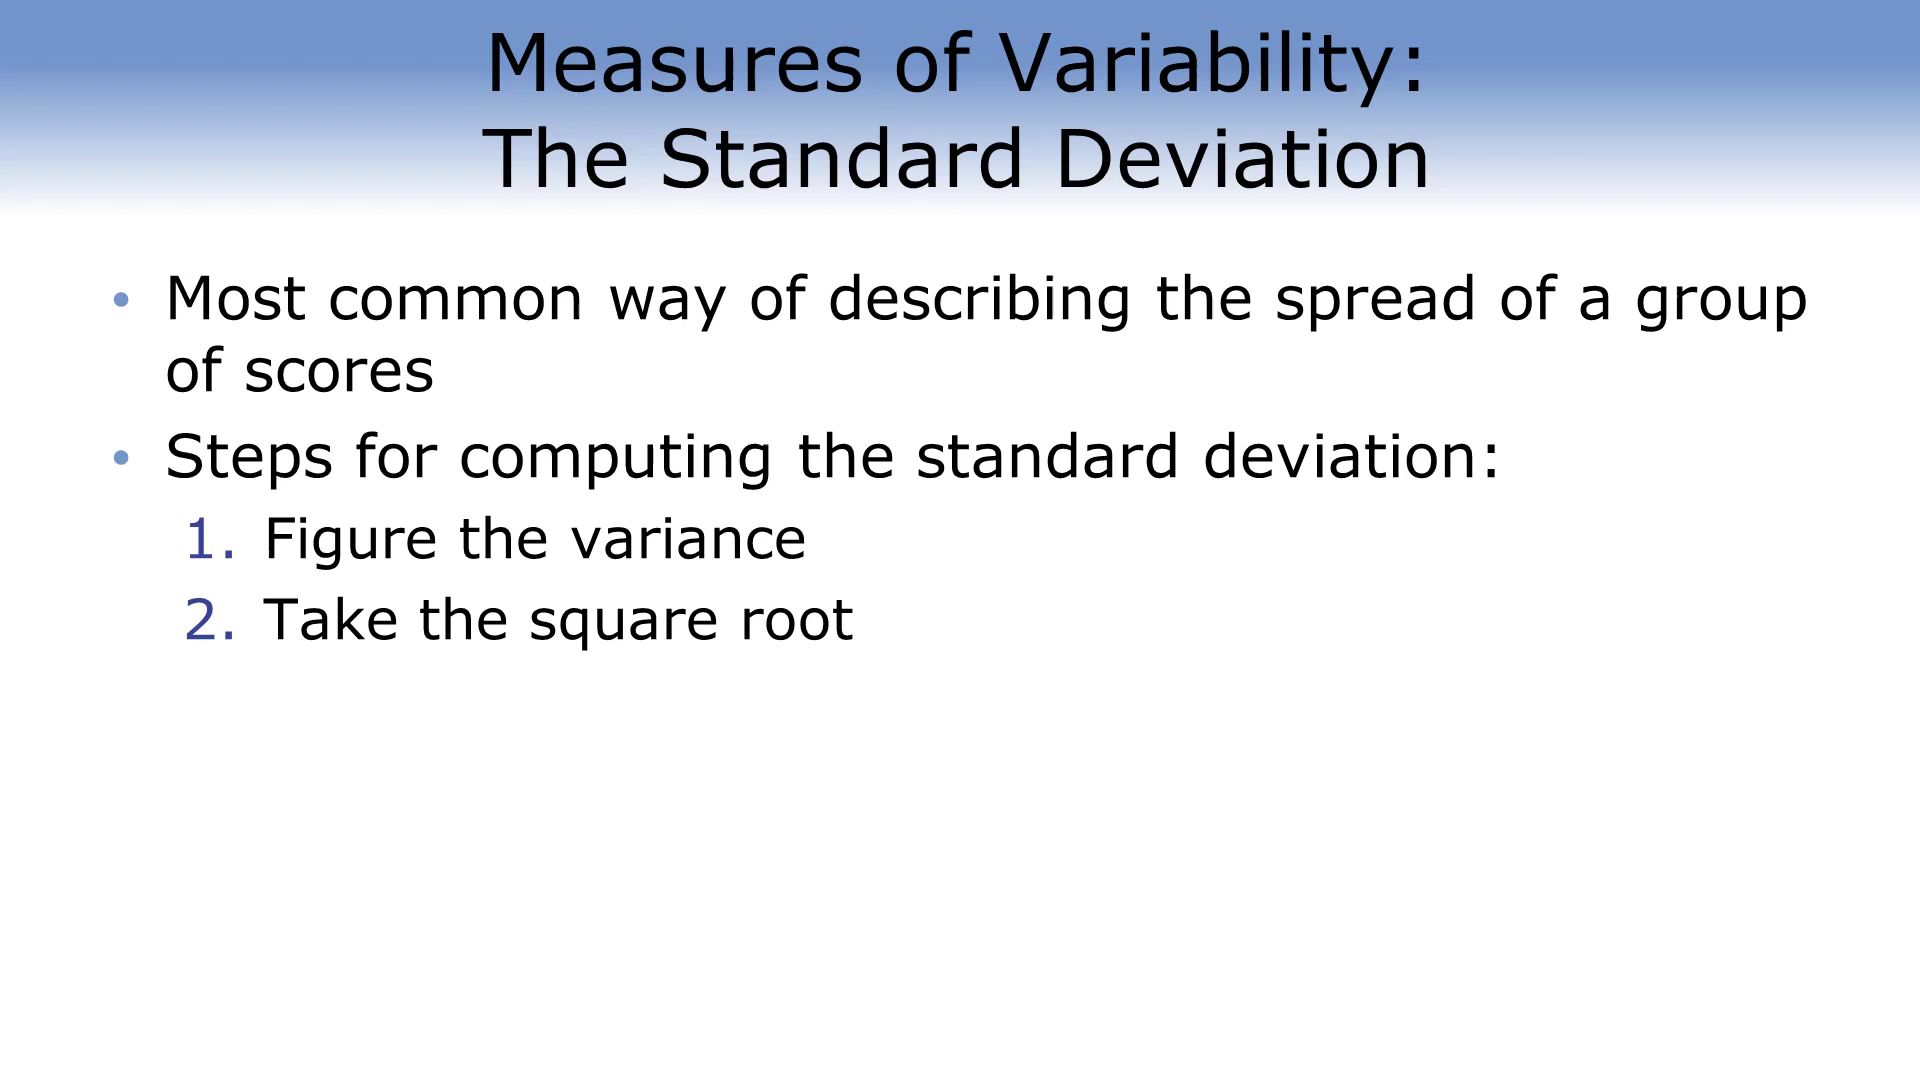 Measures of Variability:
The Standard Deviation
• Most common way of describing the spread of a group
of scores
• Steps for computing the standard deviation:
1. Figure the variance
2. Take the square root